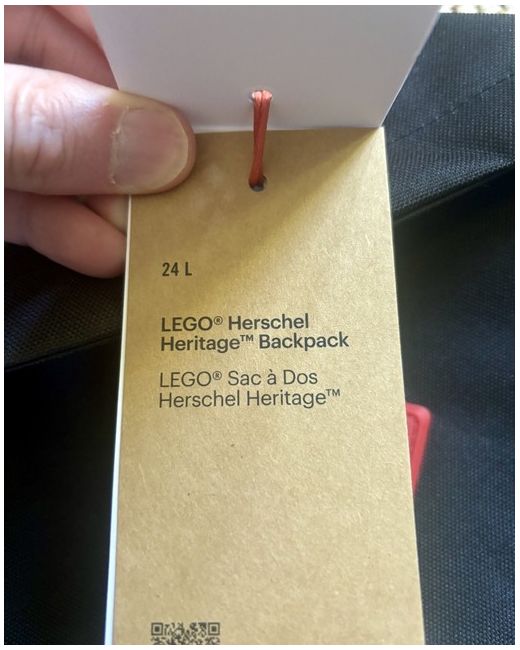 24 L
LEGO® Herschel
Heritage™ Backpack
LEGO® Sac à Dos
Herschel Heritage™